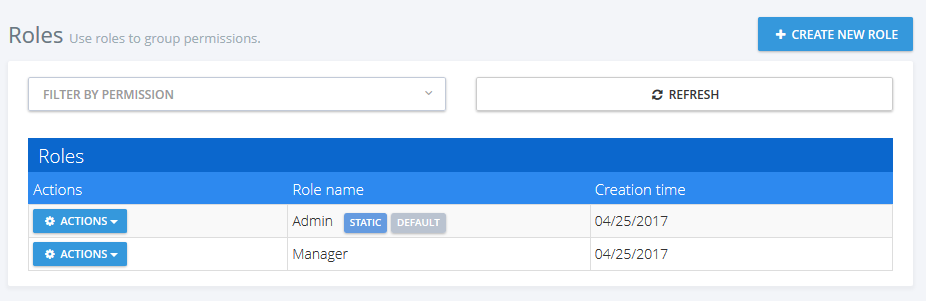 Roles Use roles to group permissions.
CREATE NEW ROLE
FILTER BY PERMISSION
REFRESH
Roles
Actions Role name Creation time
ACTIONS Admin STATIC DEFAULT 04/25/2017
ACTIONS Manager 04/25/2017